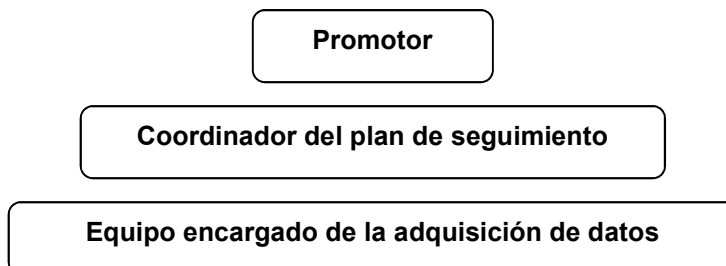 Promotor
Coordinador del plan de seguimiento
Equipo encargado de la adquisición de datos